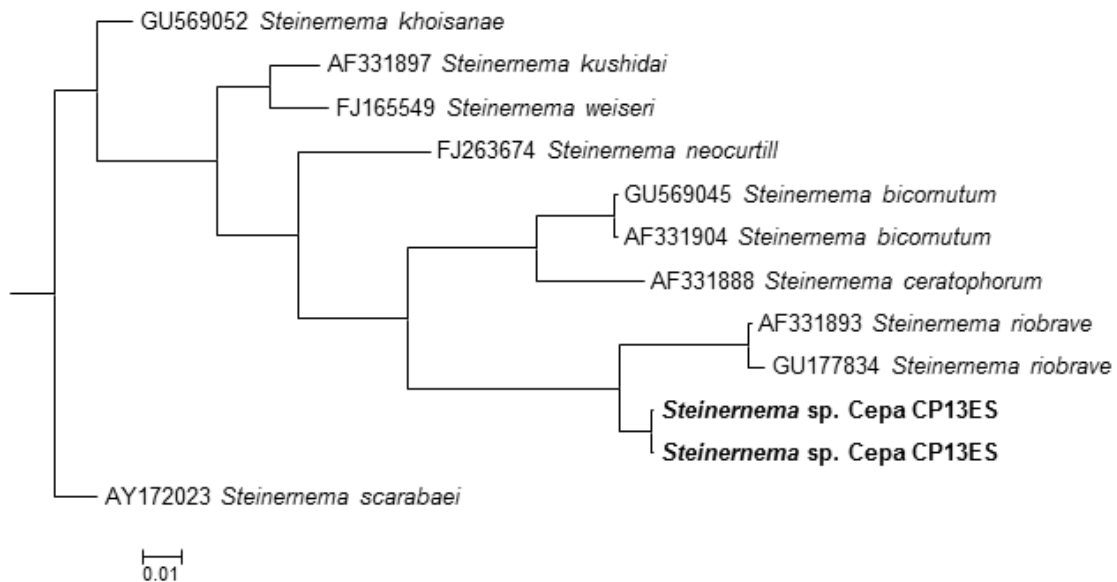 GU569052 Steinernema khoisanae
AF331897 Steinernema kushidai
FJ165549 Steinernema weiseri
FJ263674 Steinernema neocurtill
GU569045 Steinernema bicornutum
AF331904 Steinernema bicornutum
AF331888 Steinernema ceratophorum
AF331893 Steinernema riobrave
GU177834 Steinernema riobrave
Steinernema sp. Cepa CP13ES
Steinernema sp. Cepa CP13ES
AY172023 Steinernema scarabaei
0.01